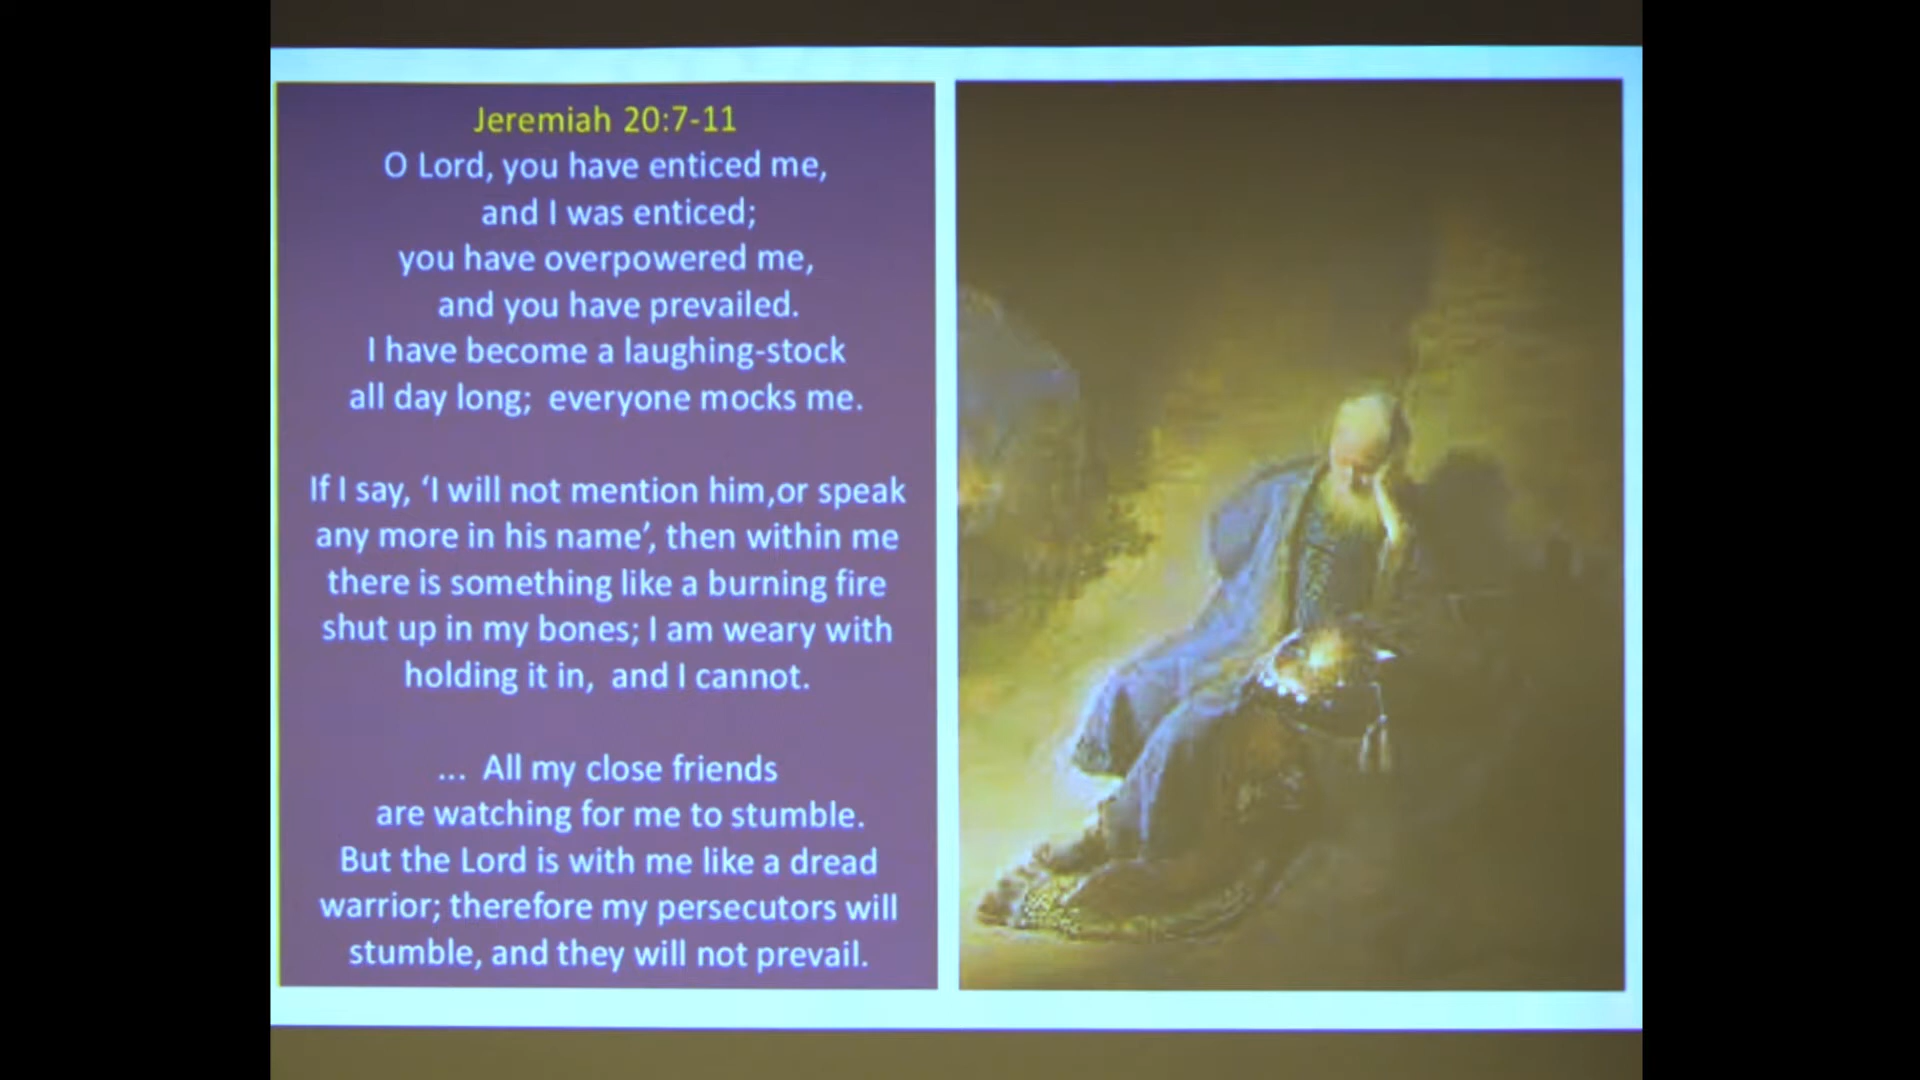 Jeremiah 20:7-11
O Lord, you have enticed me,
and I was enticed;
you have overpowered me,
and you have prevailed.
I have become a laughing-stock
all day long; everyone mocks me.
If I say, ‘I will not mention him,or speak
any more in his name’, then within me
there is something like a burning fire
shut up in my bones; I am weary with
holding it in, and I cannot.
... All my close friends
are watching for me to stumble.
But the Lord is with me like a dread
warrior; therefore my persecutors will
stumble, and they will not prevail.